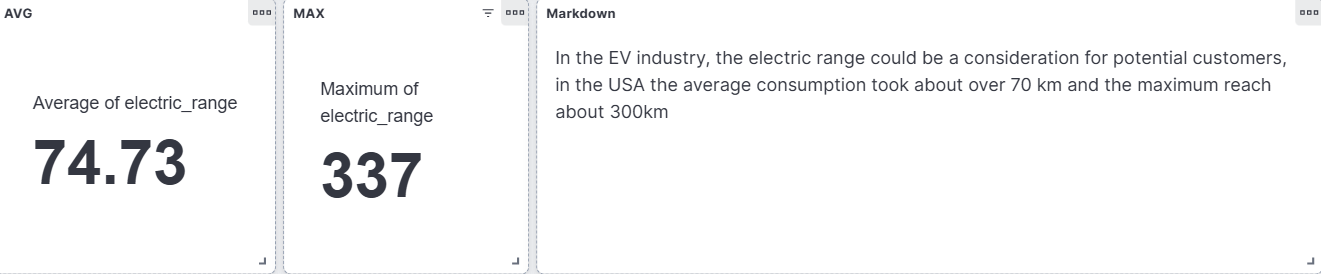 AVG
Average of electric_range
74.73
MAX
Maximum of
electric_range
337
Markdown
In the EV industry, the electric range could be a consideration for potential customers,
in the USA the average consumption took about over 70 km and the maximum reach
about 300km